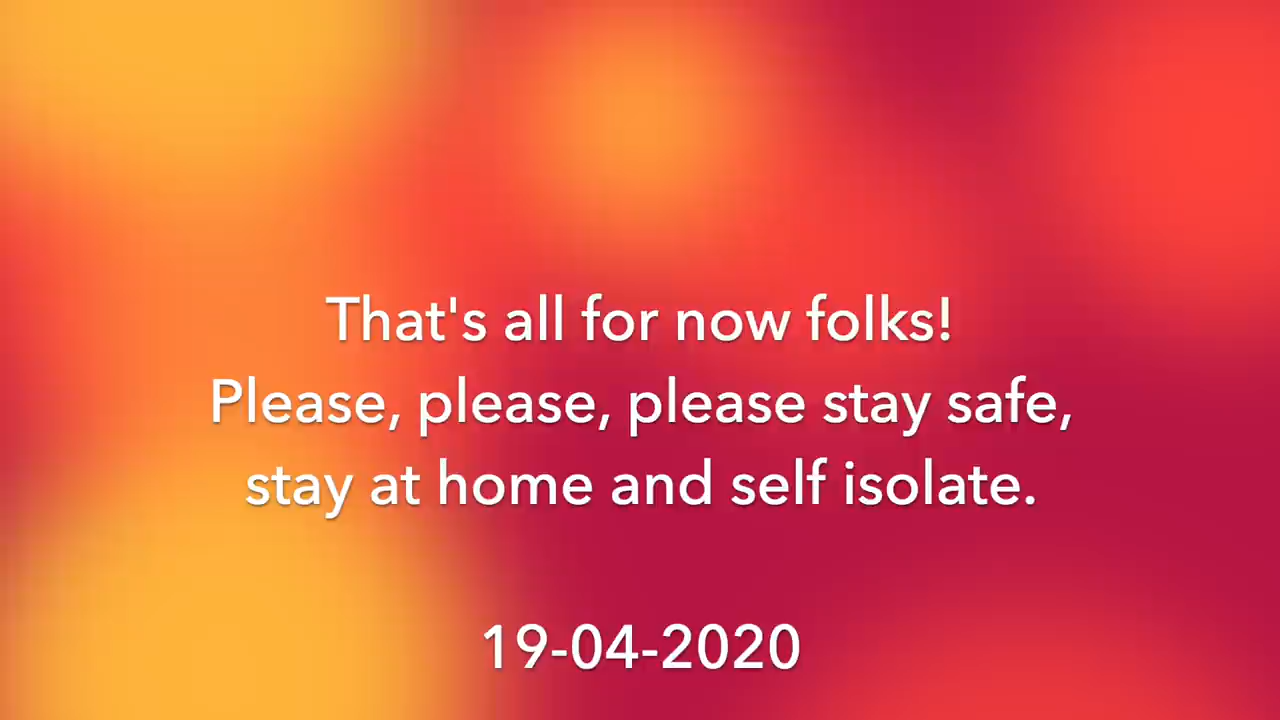 That's all for now folks!
Please, please, please stay safe,
stay at home and self isolate.
19-04-2020